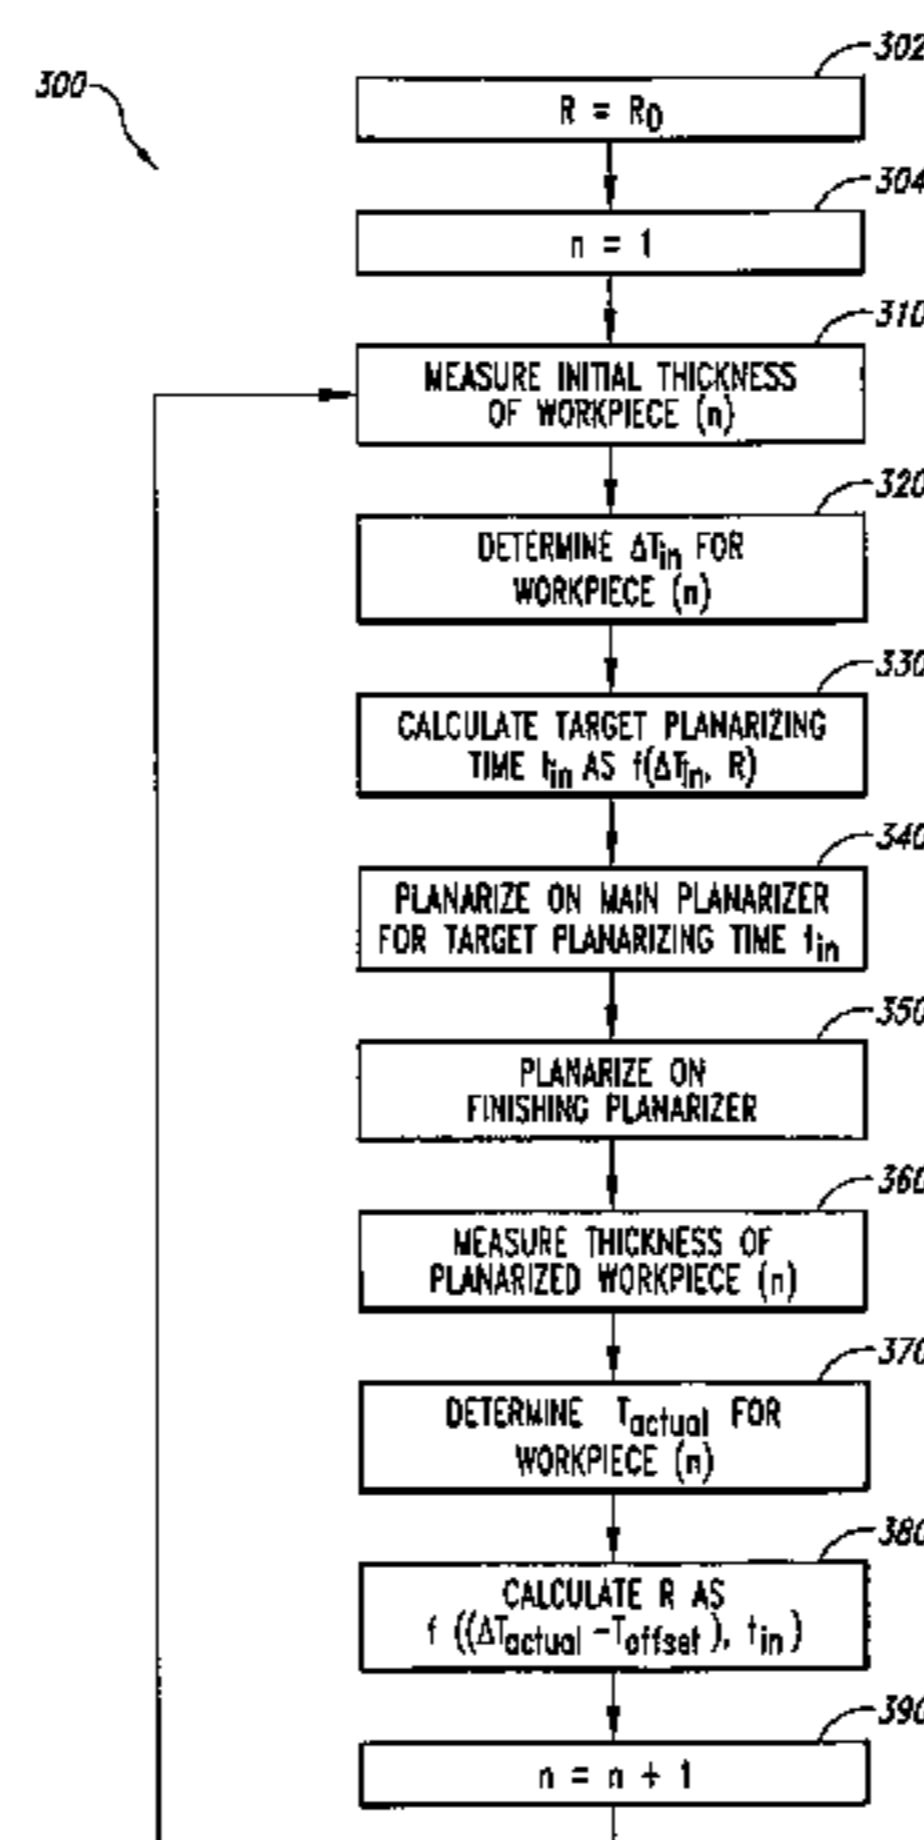 300
302
R = R0
304
n = 1
310
MEASURE INITIAL THICKNESS
OF WORKPIECE (n)
320
DETERMINE ΔTin FOR
WORKPIECE (n)
330
CALCULATE TARGET PLANARIZING
TIME tin AS f(ΔTin, R)
340
PLANARIZE ON MAIN PLANARIZER
FOR TARGET PLANARIZING TIME tin
350
PLANARIZE ON
FINISHING PLANARIZER
360
MEASURE THICKNESS OF
PLANARIZED WORKPIECE (n)
370
DETERMINE Tactual FOR
WORKPIECE (n)
380
CALCULATE R AS
f ((ΔTactual -Toffset), tin)
390
n = n + 1